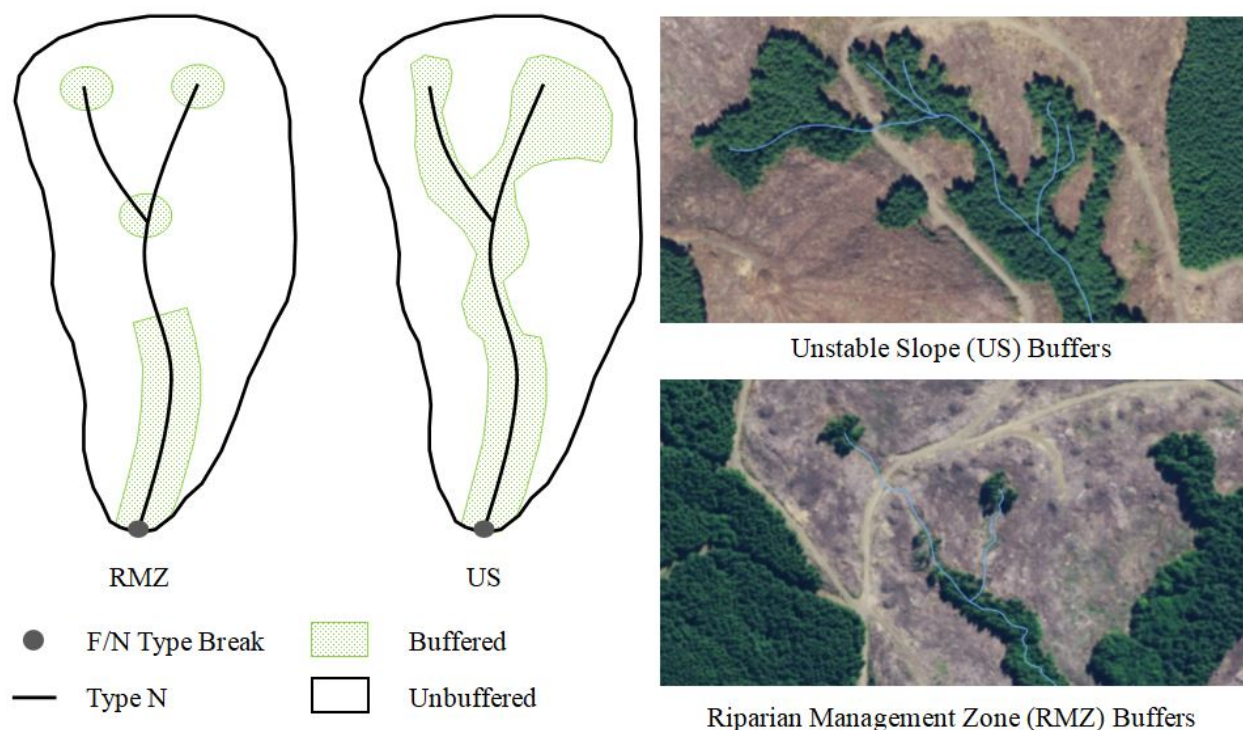 RMZ
US
F/N Type Break
Buffered
Type N
Unbuffered
Unstable Slope (US) Buffers
Riparian Management Zone (RMZ) Buffers